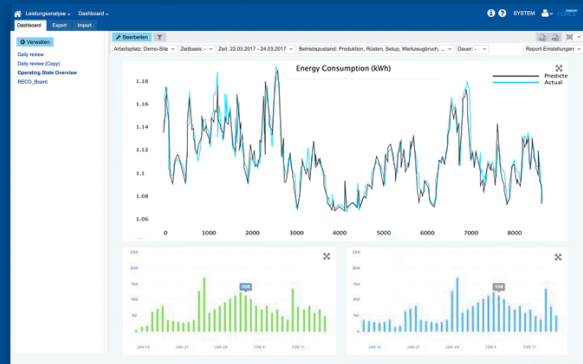 Leistungsanalyse Dashboard
SYSTEM
FORCE
Dashboard Export Import
Verwalten
Bearbeiten
Daily review
Daily review (Copy)
Operating State Overview
RECO_Board
Arbeitsplatz: Demo-Site Zeitbasis: - Zeit: 22.03.2017 - 24.03.2017 Betriebszustand: Produktion, Rüsten, Setup, Werkzeugbruch, ... Dauer: - Report-Einstellungen
Energy Consumption (kWh)
Predicte
Actual
1.18
1.16
1.14
1.12
1.1
1.08
1.06
0 1000 2000 3000 4000 5000 6000 7000 8000